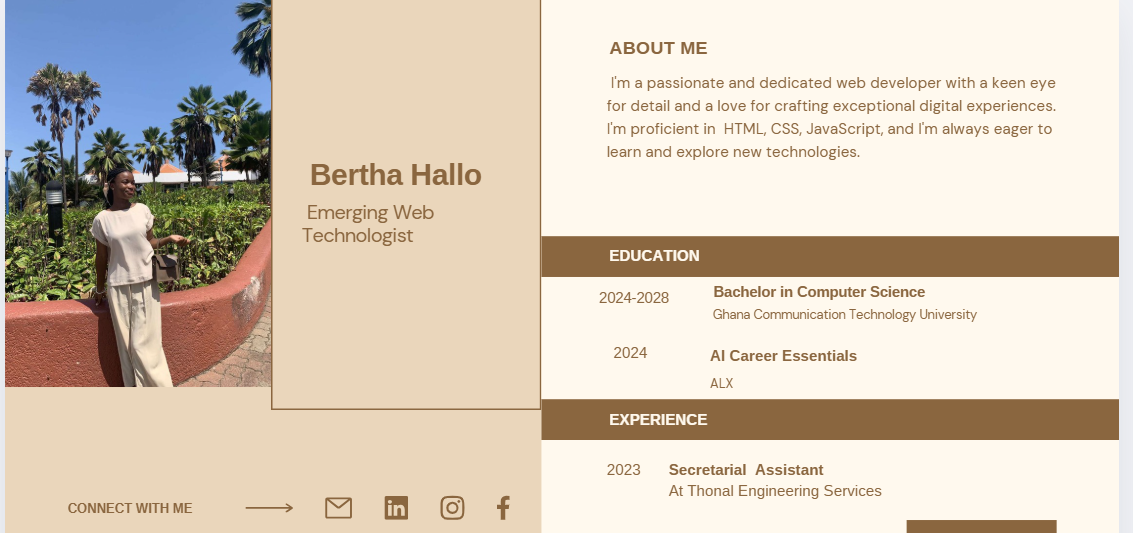 Bertha Hallo
Emerging Web
Technologist
CONNECT WITH ME
ABOUT ME
I'm a passionate and dedicated web developer with a keen eye
for detail and a love for crafting exceptional digital experiences.
I'm proficient in  HTML, CSS, JavaScript, and I'm always eager to
learn and explore new technologies.
EDUCATION
2024-2028
Bachelor in Computer Science
Ghana Communication Technology University
2024
AI Career Essentials
ALX
EXPERIENCE
2023
Secretarial  Assistant
At Thonal Engineering Services